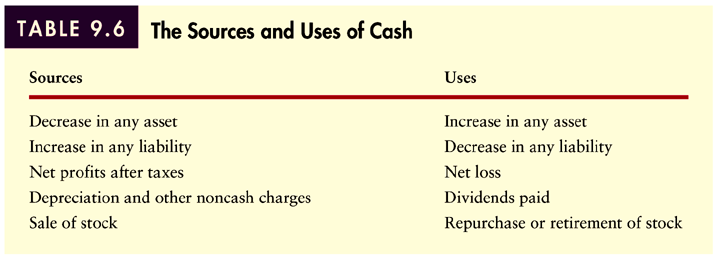 TABLE 9.6 The Sources and Uses of Cash
Sources Uses
Decrease in any asset Increase in any asset
Increase in any liability Decrease in any liability
Net profits after taxes Net loss
Depreciation and other noncash charges Dividends paid
Sale of stock Repurchase or retirement of stock